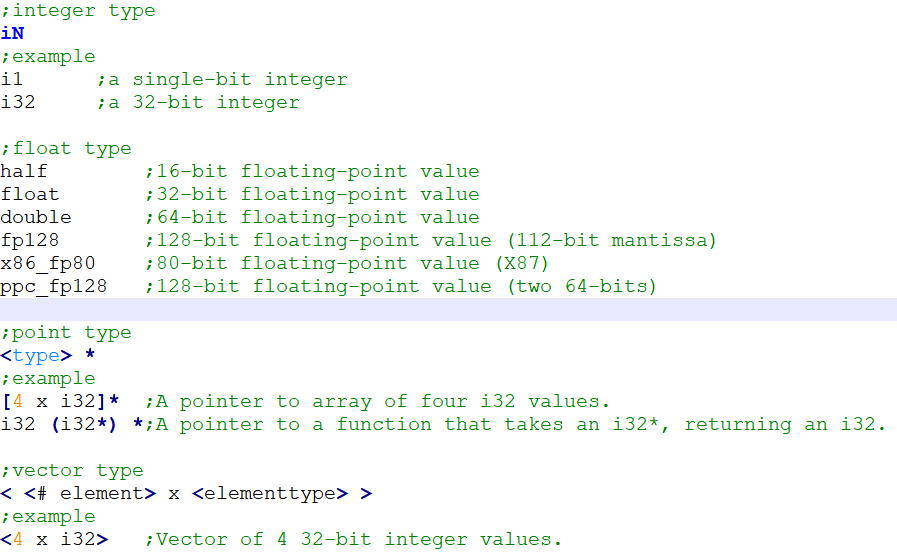 ;integer type
iN
;example
i1      ;a single-bit integer
i32     ;a 32-bit integer
;float type
half        ;16-bit floating-point value
float       ;32-bit floating-point value
double      ;64-bit floating-point value
fp128       ;128-bit floating-point value (112-bit mantissa)
x86_fp80    ;80-bit floating-point value (X87)
ppc_fp128   ;128-bit floating-point value (two 64-bits)
;point type
<type> *
;example
[4 x i32]*  ;A pointer to array of four i32 values.
i32 (i32*) *;A pointer to a function that takes an i32*, returning an i32.
;vector type
< <# element> x <elementtype> >
;example
<4 x i32>   ;Vector of 4 32-bit integer values.